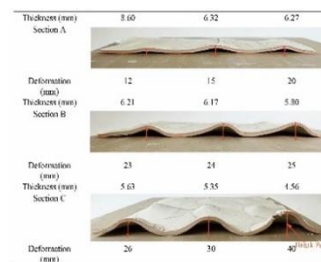 Thickness (mm) 8.60 6.32 6.27
Section A
Deformation 12 15 20
(mm)
Thickness (mm) 6.21 6.17 5.80
Section B
Deformation 23 24 25
(mm)
Thickness (mm) 5.63 5.35 4.56
Section C
Deformation 26 30 40
(mm)